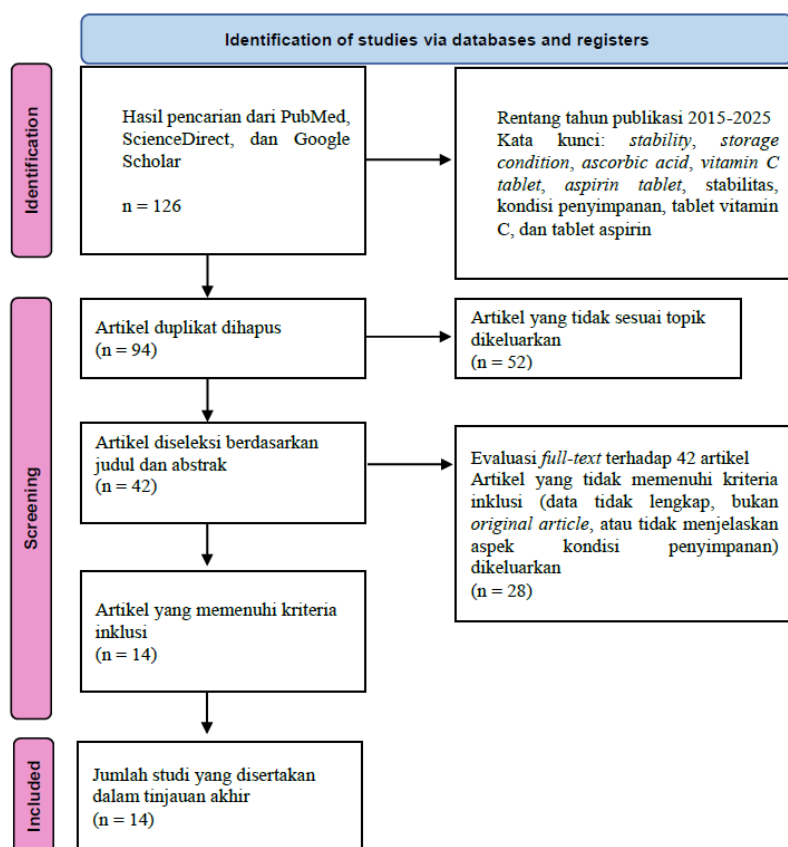 Identification of studies via databases and registers
Identification
Hasil pencarian dari PubMed,
ScienceDirect, dan Google
Scholar
n = 126
Rentang tahun publikasi 2015-2025
Kata kunci: stability, storage
condition, ascorbic acid, vitamin C
tablet, aspirin tablet, stabilitas,
kondisi penyimpanan, tablet vitamin
C, dan tablet aspirin
Screening
Artikel duplikat dihapus
(n = 94)
Artikel yang tidak sesuai topik
dikeluarkan
(n = 52)
Artikel diseleksi berdasarkan
judul dan abstrak
(n = 42)
Evaluasi full-text terhadap 42 artikel
Artikel yang tidak memenuhi kriteria
inklusi (data tidak lengkap, bukan
original article, atau tidak menjelaskan
aspek kondisi penyimpanan)
dikeluarkan
(n = 28)
Artikel yang memenuhi kriteria
inklusi
(n = 14)
Included
Jumlah studi yang disertakan
dalam tinjauan akhir
(n = 14)